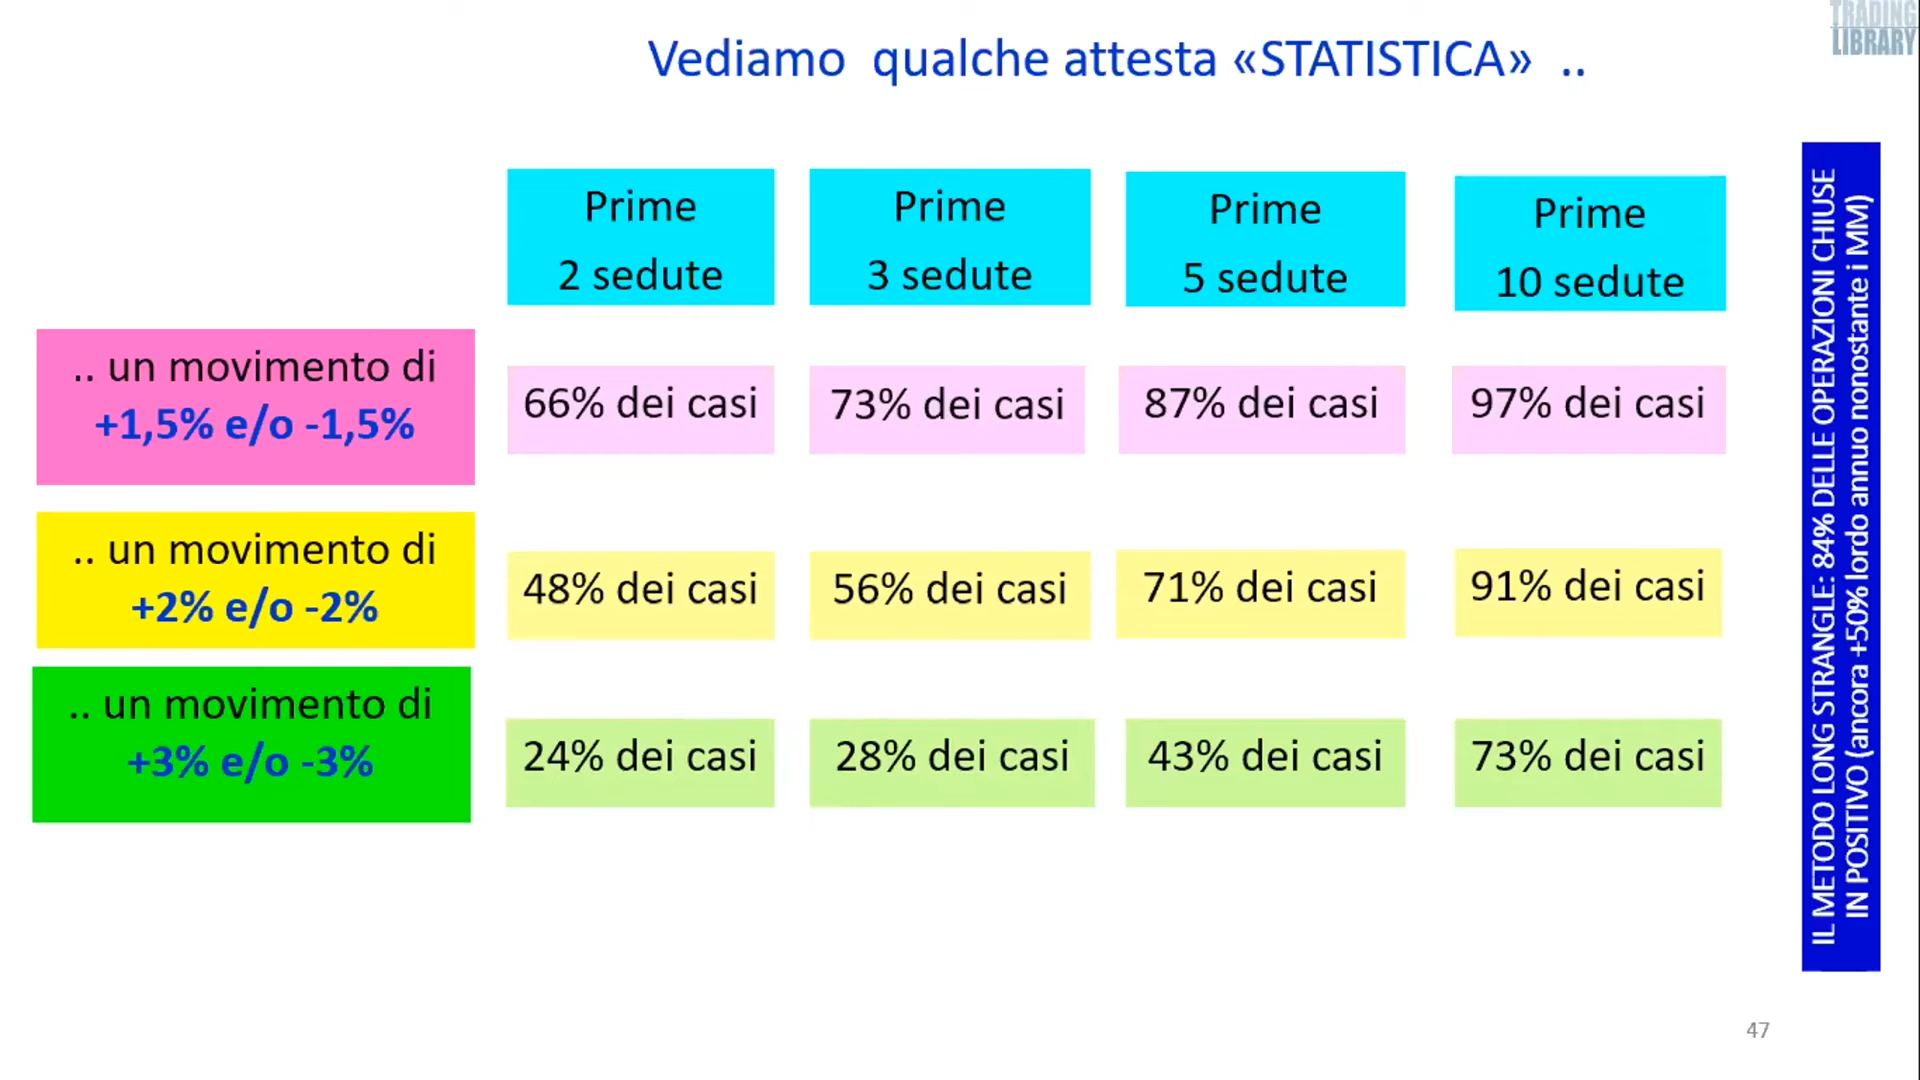 TRADING
LIBRARY
Vediamo qualche attesta «STATISTICA» ..
Prime
2 sedute
Prime
3 sedute
Prime
5 sedute
Prime
10 sedute
.. un movimento di
+1,5% e/o -1,5%
66% dei casi
73% dei casi
87% dei casi
97% dei casi
.. un movimento di
+2% e/o -2%
48% dei casi
56% dei casi
71% dei casi
91% dei casi
.. un movimento di
+3% e/o -3%
24% dei casi
28% dei casi
43% dei casi
73% dei casi
IL METODO LONG STRANGLE: 84% DELLE OPERAZIONI CHIUSE
IN POSITIVO (ancora +50% lordo annuo nonostante i MM)
47